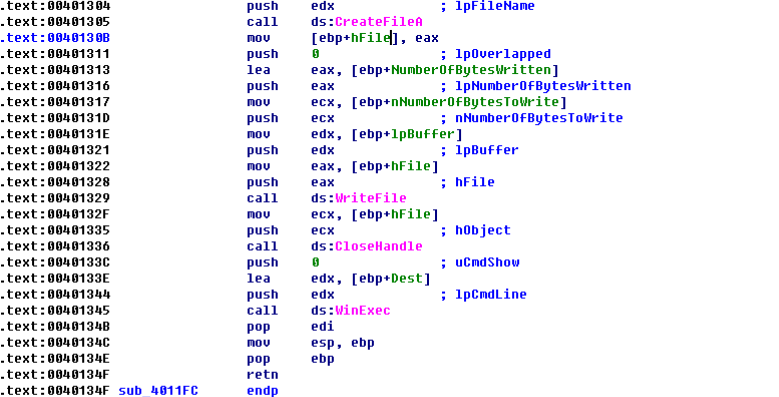 .text:00401304 push edx ; lpFileName
.text:00401305 call ds:CreateFileA
.text:0040130B mov [ebp+hFile], eax
.text:00401311 push 0 ; lpOverlapped
.text:00401313 lea eax, [ebp+NumberOfBytesWritten]
.text:00401316 push eax ; lpNumberOfBytesWritten
.text:00401317 mov ecx, [ebp+nNumberOfBytesToWrite]
.text:0040131D push ecx ; nNumberOfBytesToWrite
.text:0040131E mov edx, [ebp+lpBuffer]
.text:00401321 push edx ; lpBuffer
.text:00401322 mov eax, [ebp+hFile]
.text:00401328 push eax ; hFile
.text:00401329 call ds:WriteFile
.text:0040132F mov ecx, [ebp+hFile]
.text:00401335 push ecx ; hObject
.text:00401336 call ds:CloseHandle
.text:0040133C push 0 ; uCmdShow
.text:0040133E lea edx, [ebp+Dest]
.text:00401344 push edx ; lpCmdLine
.text:00401345 call ds:WinExec
.text:0040134B pop edi
.text:0040134C mov esp, ebp
.text:0040134E pop ebp
.text:0040134F retn
.text:0040134F sub_4011FC endp